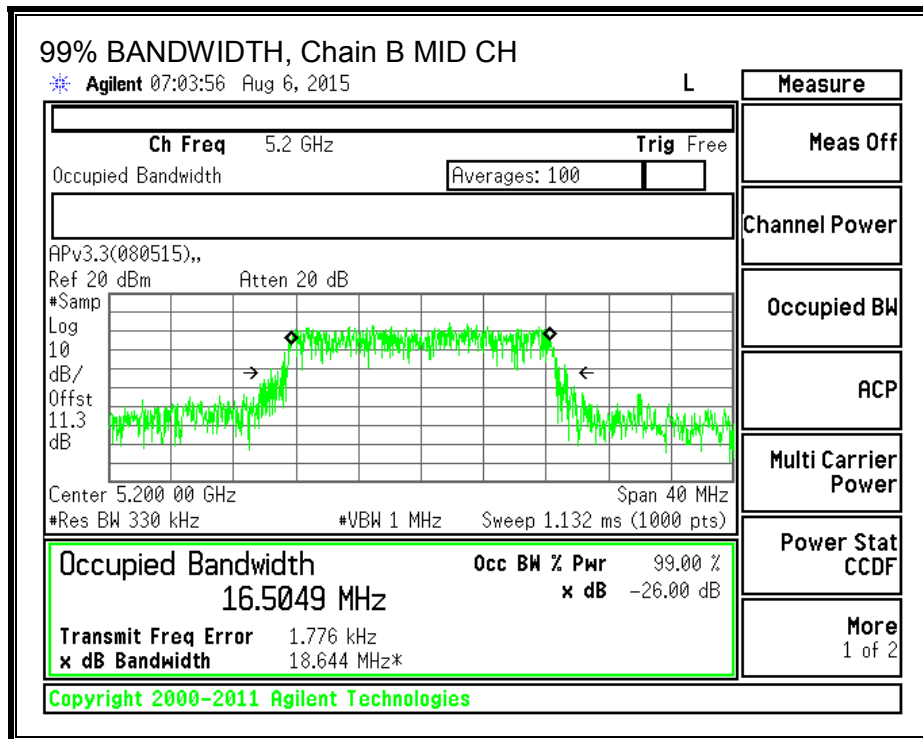 99% BANDWIDTH, Chain B MID CH
Agilent 07:03:56 Aug 6, 2015 L
Measure
Ch Freq 5.2 GHz Trig Free
Meas Off
Occupied Bandwidth Averages: 100
Channel Power
APv3.3(080515),,
Ref 20 dBm Atten 20 dB
#Samp
Occupied BW
Log
10
dB/
Offst
ACP
11.3
dB
Multi Carrier
Power
Center 5.200 00 GHz Span 40 MHz
#Res BW 330 kHz #VBW 1 MHz Sweep 1.132 ms (1000 pts)
Power Stat
CCDF
Occupied Bandwidth Occ BW % Pwr 99.00 %
16.5049 MHz x dB -26.00 dB
Transmit Freq Error 1.776 kHz
x dB Bandwidth 18.644 MHz*
More
1 of 2
Copyright 2000-2011 Agilent Technologies